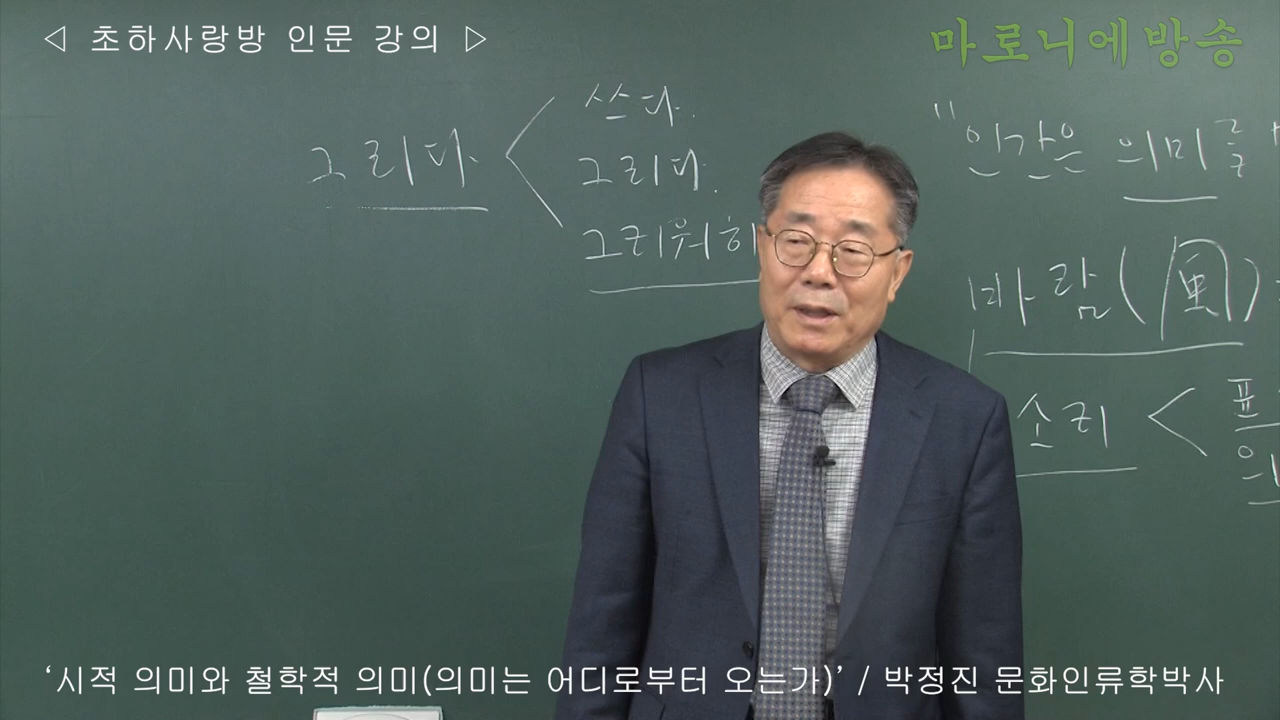 ◁ 초하사랑방 인문 강의 ▷
마로니에방송
그리다
쓰다.
그리다.
그리워하
"인간은 의미를
바람(風)
소리 <
'시적 의미와 철학적 의미(의미는 어디로부터 오는가)' / 박정진 문화인류학박사